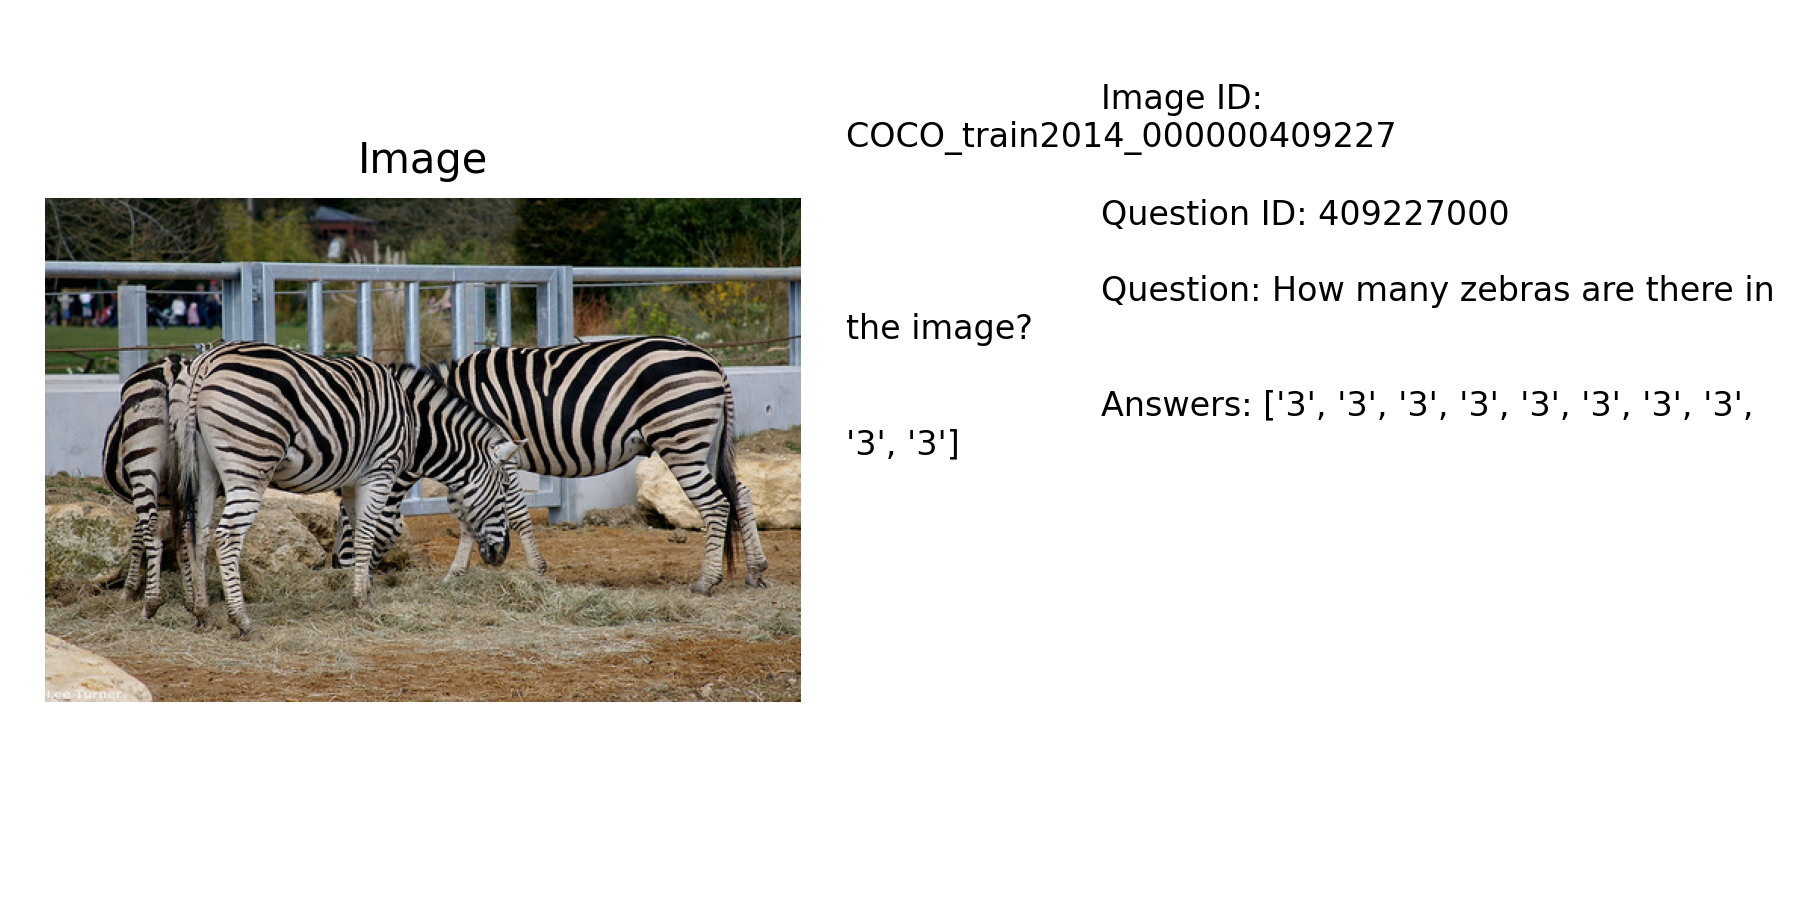 Image
Lee Turner
Image ID:
COCO_train2014_000000409227
Question ID: 409227000
Question: How many zebras are there in
the image?
Answers: ['3', '3', '3', '3', '3', '3', '3', '3',
'3', '3']